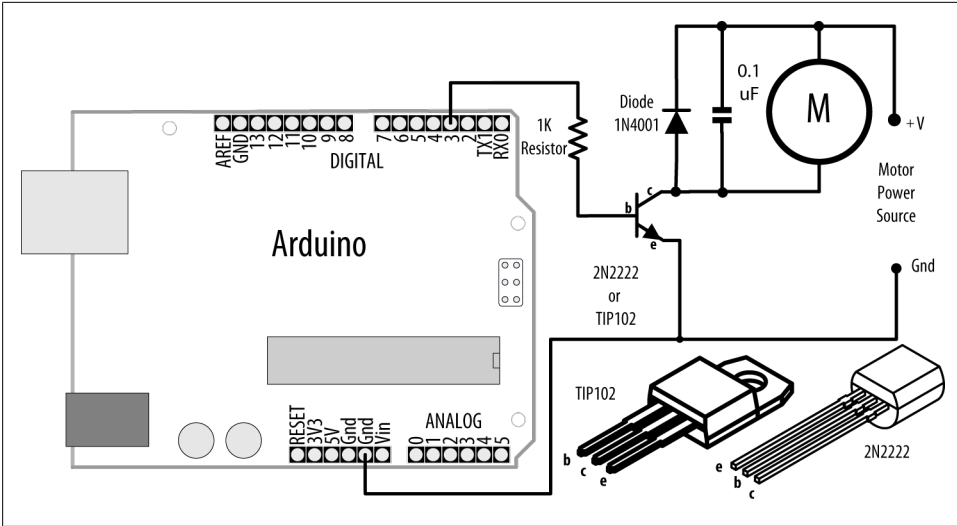 AREF
GND
13
12
11
10
9
8
7
6
5
4
3
2
TX1
RX0
DIGITAL
1K
Resistor
Diode
1N4001
0.1
uF
M
+V
Motor
Power
Source
Gnd
b
c
e
2N2222
or
TIP102
Arduino
RESET
3V3
5V
Gnd
Gnd
Vin
ANALOG
0
1
2
3
4
5
TIP102
b
c
e
2N2222
e
b
c